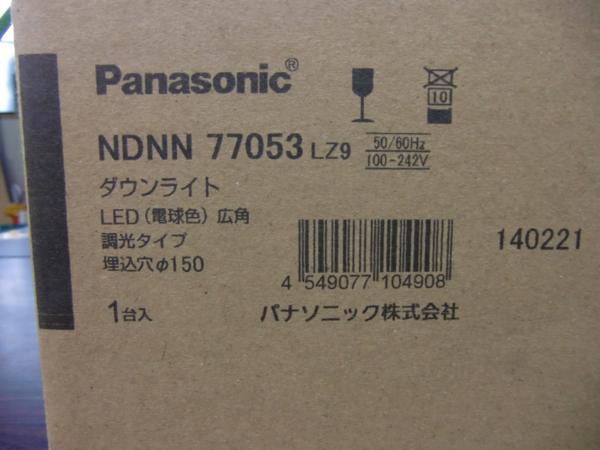 Panasonic®
10
NDNN 77053 LZ9 50/60Hz
100-242V
ダウンライト
LED（電球色）広角
調光タイプ
埋込穴φ150
140221
4 549077 104908
1台入
パナソニック株式会社